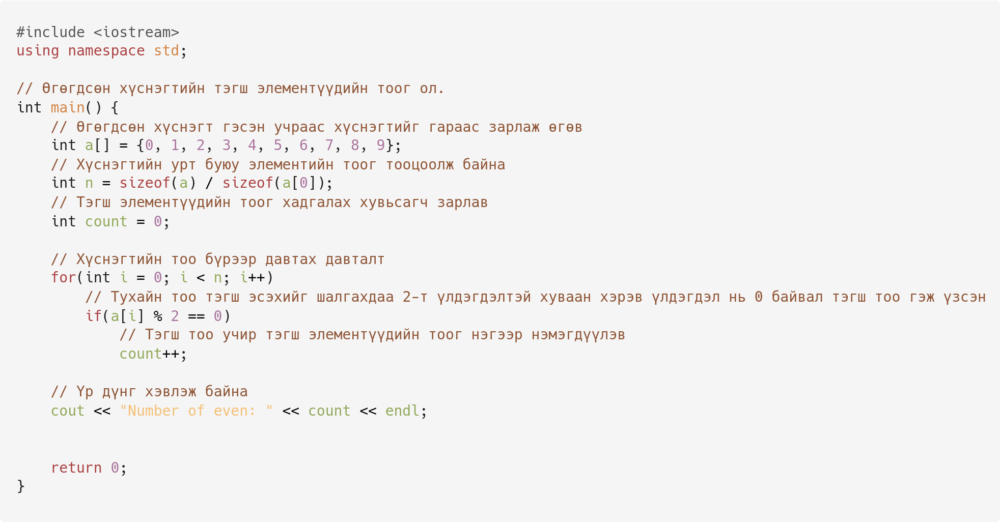 #include <iostream>
using namespace std;

// Өгөгдсөн хүснэгтийн тэгш элементүүдийн тоог ол.
int main() {
    // Өгөгдсөн хүснэгт гэсэн учраас хүснэгтийг гараас зарлаж өгөв
    int a[] = {0, 1, 2, 3, 4, 5, 6, 7, 8, 9};
    // Хүснэгтийн урт буюу элементийн тоог тооцоолж байна
    int n = sizeof(a) / sizeof(a[0]);
    // Тэгш элементүүдийн тоог хадгалах хувьсагч зарлав
    int count = 0;

    // Хүснэгтийн тоо бүрээр давтах давталт
    for(int i = 0; i < n; i++)
        // Тухайн тоо тэгш эсэхийг шалгахдаа 2-т үлдэгдэлтэй хуваан хэрэв үлдэгдэл нь 0 байвал тэгш тоо гэж үзсэн
        if(a[i] % 2 == 0)
            // Тэгш тоо учир тэгш элементүүдийн тоог нэгээр нэмэгдүүлэв
            count++;

    // Үр дүнг хэвлэж байна
    cout << "Number of even: " << count << endl;


    return 0;
}